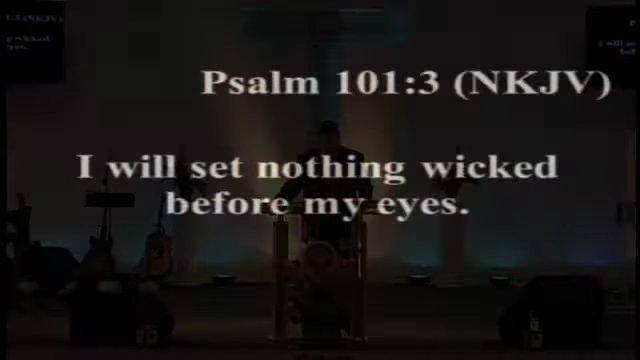 Psalm 101:3 (NKJV)
I will set nothing wicked
before my eyes.